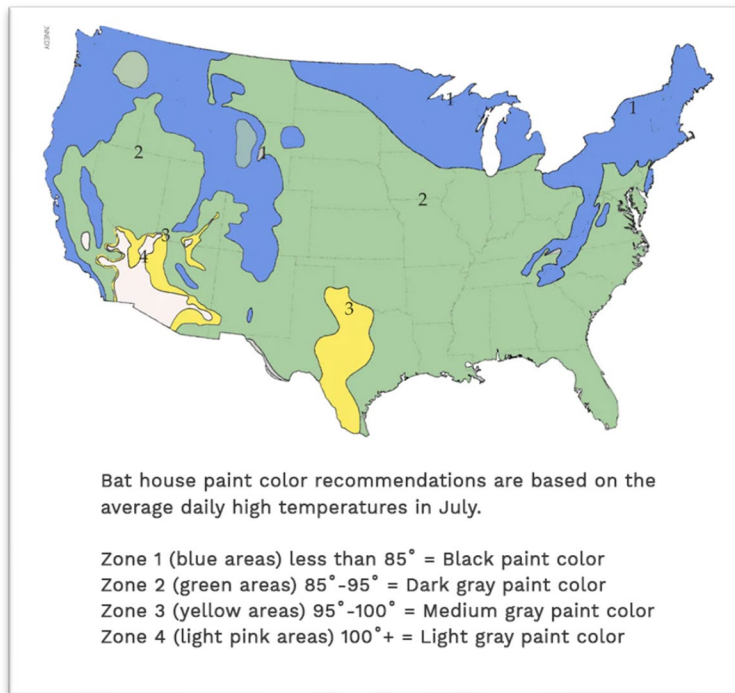 NNEDY
1
1
2
1
2
3
4
3
Bat house paint color recommendations are based on the
average daily high temperatures in July.
Zone 1 (blue areas) less than 85° = Black paint color
Zone 2 (green areas) 85°-95° = Dark gray paint color
Zone 3 (yellow areas) 95°-100° = Medium gray paint color
Zone 4 (light pink areas) 100°+ = Light gray paint color